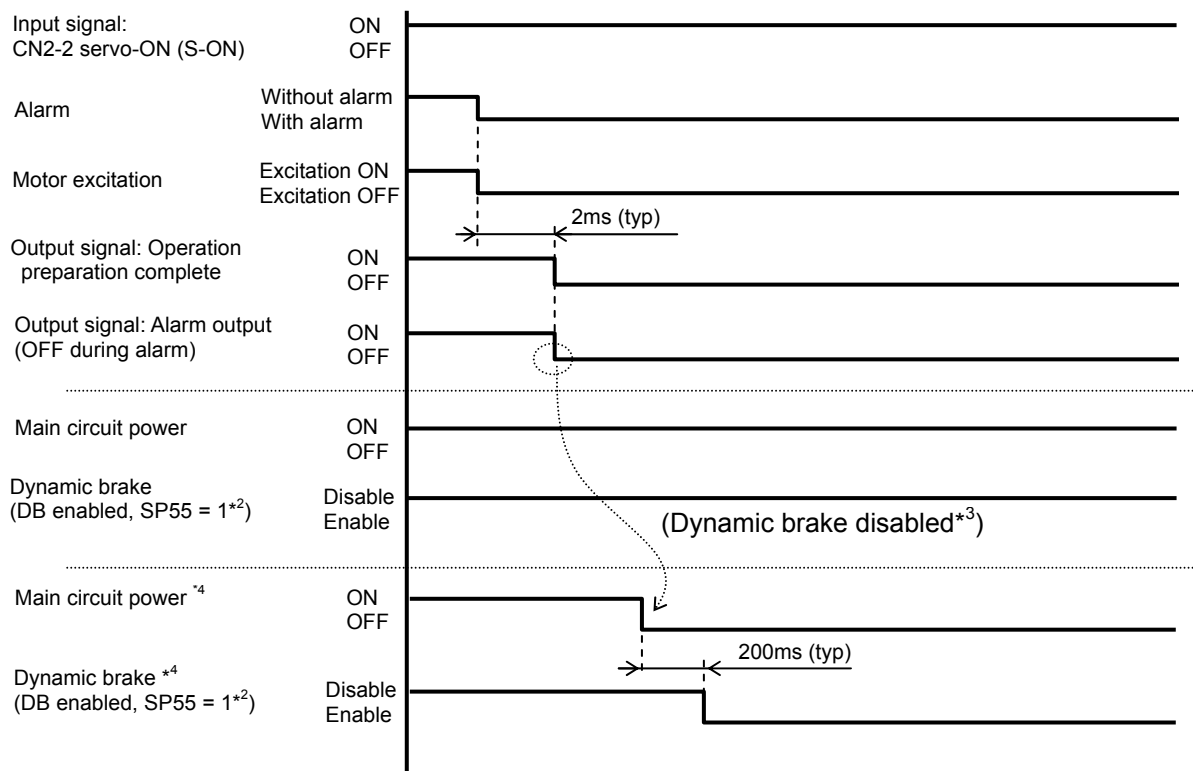 Input signal:
CN2-2 servo-ON (S-ON)
ON
OFF
Alarm
Without alarm
With alarm
Motor excitation
Excitation ON
Excitation OFF
2ms (typ)
Output signal: Operation
preparation complete
ON
OFF
Output signal: Alarm output
(OFF during alarm)
ON
OFF
Main circuit power
ON
OFF
Dynamic brake
(DB enabled, SP55 = 1*2)
Disable
Enable
(Dynamic brake disabled*3)
Main circuit power *4
ON
OFF
200ms (typ)
Dynamic brake *4
(DB enabled, SP55 = 1*2)
Disable
Enable